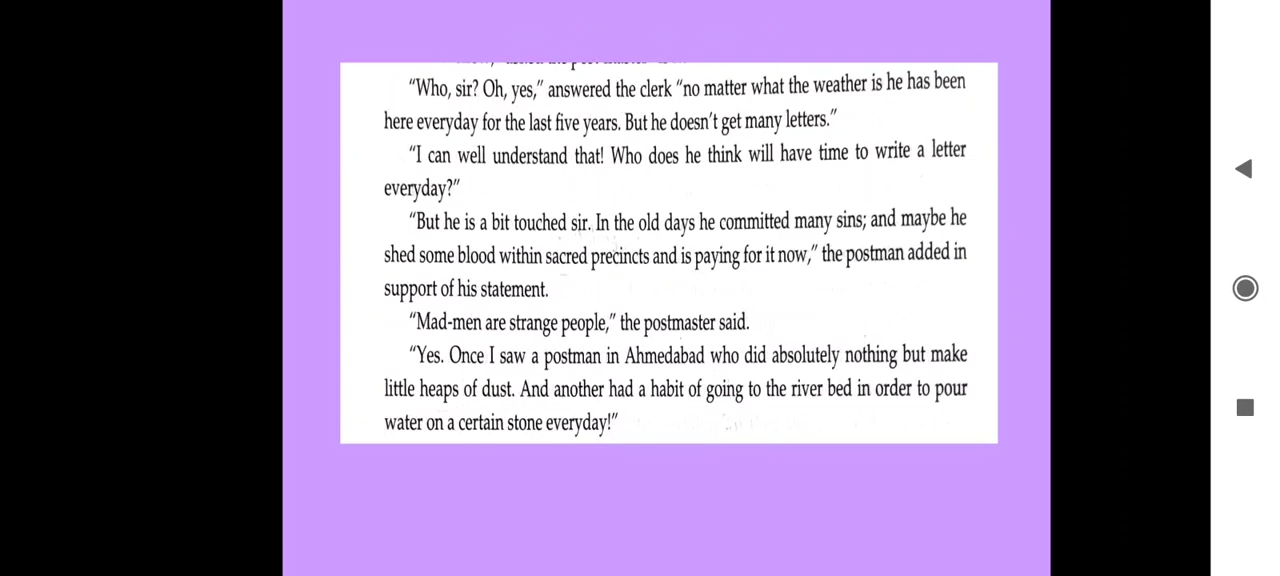 "Who, sir? Oh, yes," answered the clerk "no matter what the weather is he has been
here everyday for the last five years. But he doesn't get many letters."
"I can well understand that! Who does he think will have time to write a letter
everyday?"
"But he is a bit touched sir. In the old days he committed many sins; and maybe he
shed some blood within sacred precincts and is paying for it now," the postman added in
support of his statement.
"Mad-men are strange people," the postmaster said.
"Yes. Once I saw a postman in Ahmedabad who did absolutely nothing but make
little heaps of dust. And another had a habit of going to the river bed in order to pour
water on a certain stone everyday!"